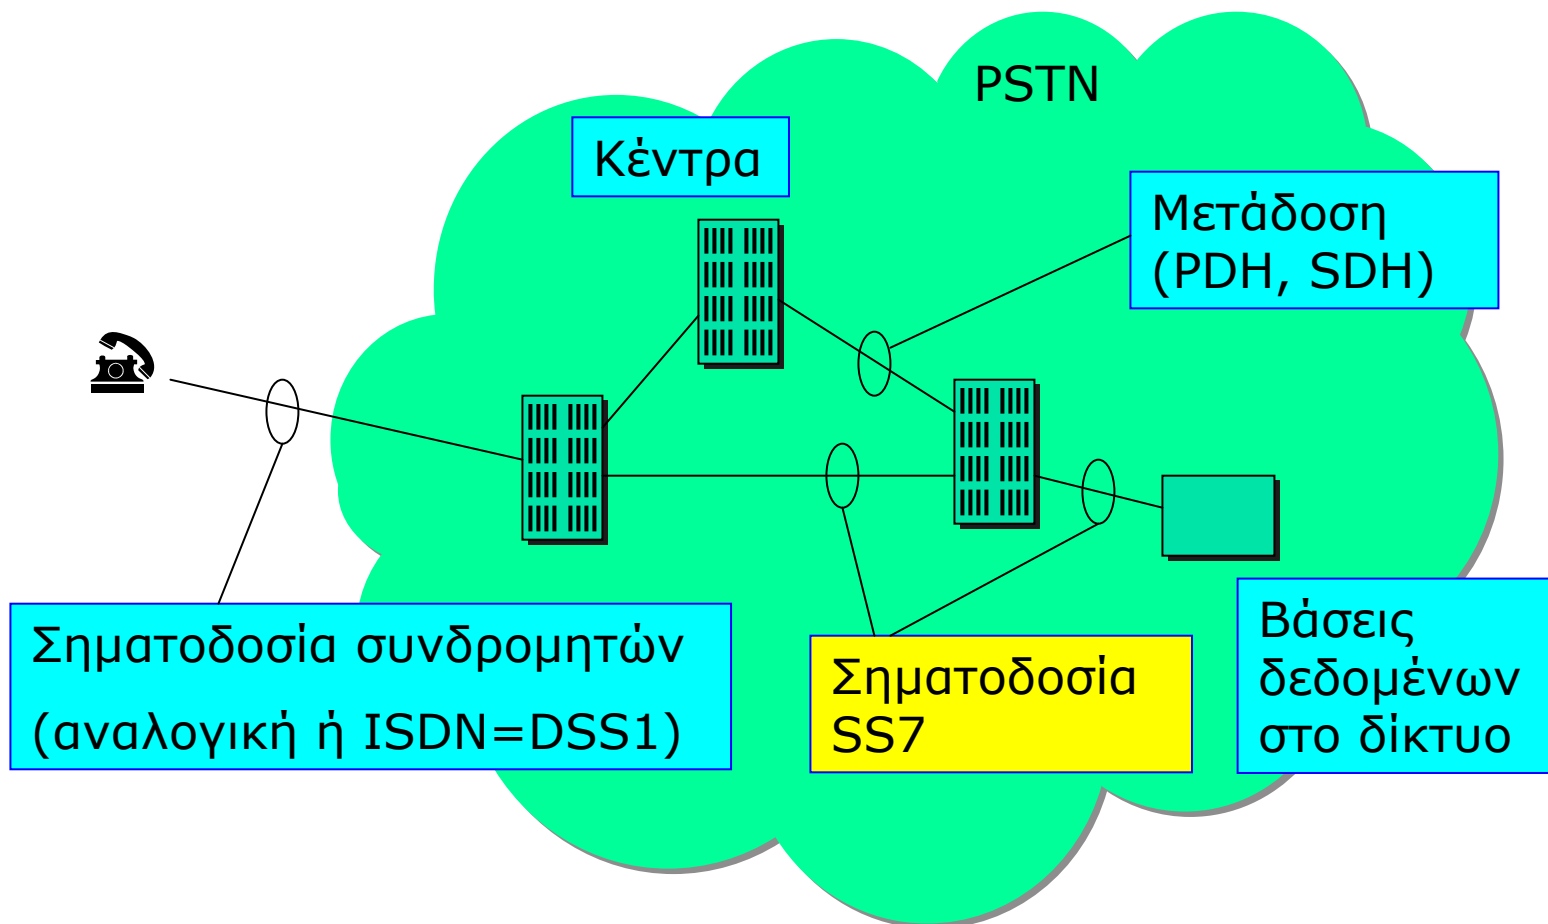 PSTN
Κέντρα
Μετάδοση
(PDH, SDH)
Σηματοδοσία συνδρομητών
(αναλογική ή ISDN=DSS1)
Σηματοδοσία
SS7
Βάσεις
δεδομένων
στο δίκτυο